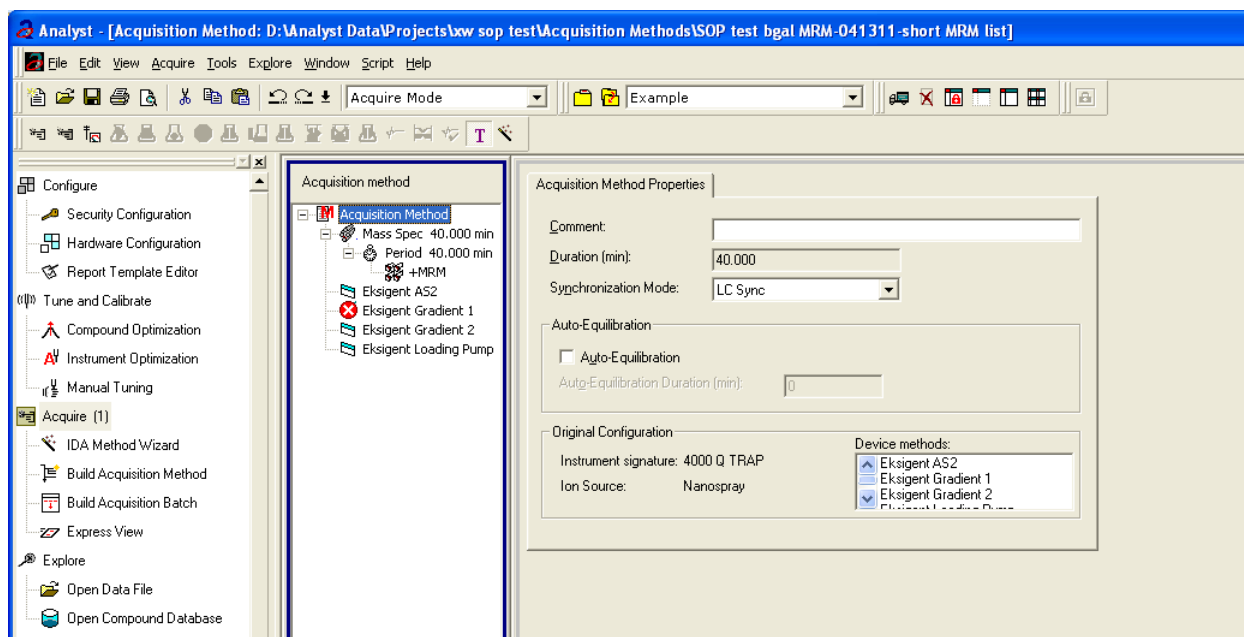 Analyst - [Acquisition Method: D:\Analyst Data\Projects\xw sop test\Acquisition Methods\SOP test bgal MRM-041311-short MRM list]
File Edit View Acquire Tools Explore Window Script Help
Acquire Mode
Example
T
Configure
Security Configuration
Hardware Configuration
Report Template Editor
Tune and Calibrate
Compound Optimization
Instrument Optimization
Manual Tuning
Acquire (1)
IDA Method Wizard
Build Acquisition Method
Build Acquisition Batch
Express View
Explore
Open Data File
Open Compound Database
Acquisition method
Acquisition Method
Mass Spec 40.000 min
Period 40.000 min
+MRM
Eksigent AS2
Eksigent Gradient 1
Eksigent Gradient 2
Eksigent Loading Pump
Acquisition Method Properties
Comment:
Duration (min): 40.000
Synchronization Mode: LC Sync
Auto-Equilibration
Auto-Equilibration
Auto-Equilibration Duration (min): 0
Original Configuration
Instrument signature: 4000 Q TRAP
Ion Source: Nanospray
Device methods:
Eksigent AS2
Eksigent Gradient 1
Eksigent Gradient 2
Eksigent Loading Pump